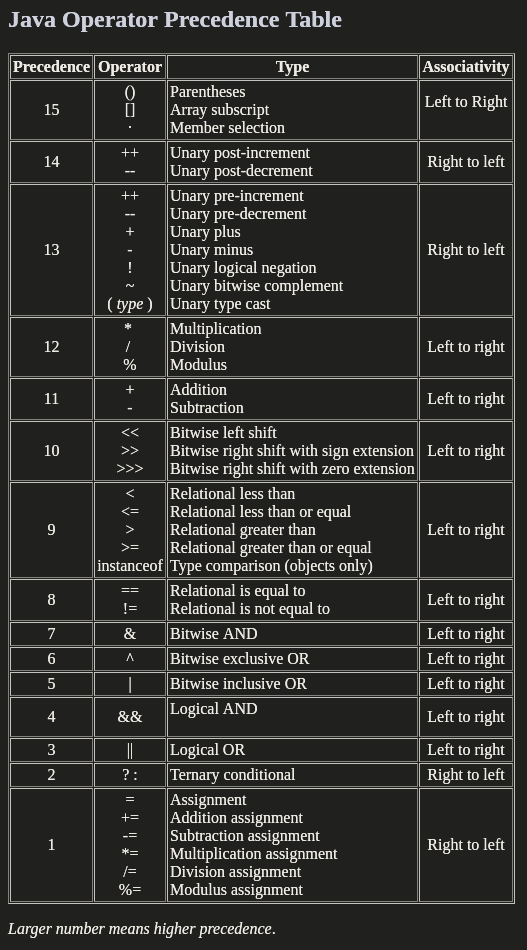 Java Operator Precedence Table
Precedence Operator Type Associativity
15 () Parentheses Left to Right
[] Array subscript
· Member selection
14 ++ Unary post-increment Right to left
-- Unary post-decrement
13 ++ Unary pre-increment Right to left
-- Unary pre-decrement
+ Unary plus
- Unary minus
! Unary logical negation
~ Unary bitwise complement
( type ) Unary type cast
12 * Multiplication Left to right
/ Division
% Modulus
11 + Addition Left to right
- Subtraction
10 << Bitwise left shift Left to right
>> Bitwise right shift with sign extension
>>> Bitwise right shift with zero extension
9 < Relational less than Left to right
<= Relational less than or equal
> Relational greater than
>= Relational greater than or equal
instanceof Type comparison (objects only)
8 == Relational is equal to Left to right
!= Relational is not equal to
7 & Bitwise AND Left to right
6 ^ Bitwise exclusive OR Left to right
5 | Bitwise inclusive OR Left to right
4 && Logical AND Left to right
3 || Logical OR Left to right
2 ? : Ternary conditional Right to left
1 = Assignment Right to left
+= Addition assignment
-= Subtraction assignment
*= Multiplication assignment
/= Division assignment
%= Modulus assignment
Larger number means higher precedence.